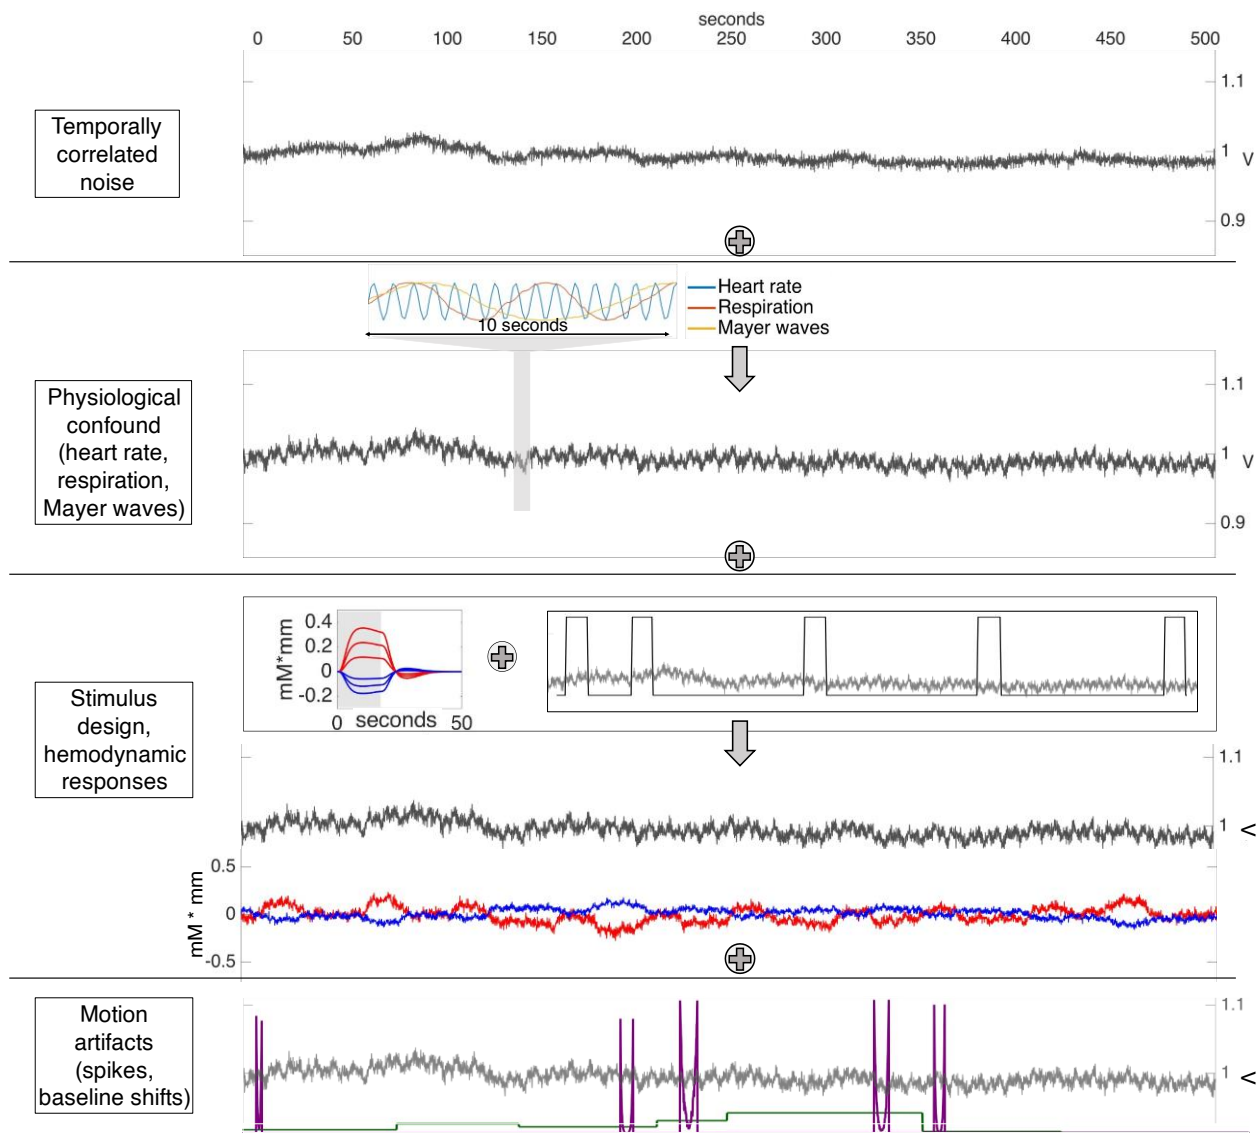 seconds
0 50 100 150 200 250 300 350 400 450 500
1.1
Temporally
correlated
noise
1 V
0.9
Heart rate
Respiration
Mayer waves
10 seconds
1.1
Physiological
confound
(heart rate,
respiration,
Mayer waves)
1 V
0.9
0.4
0.2
0
-0.2
mM*mm
0 seconds 50
Stimulus
design,
hemodynamic
responses
1.1
1 V
0.5
0
-0.5
mM * mm
Motion
artifacts
(spikes,
baseline shifts)
1.1
1 V